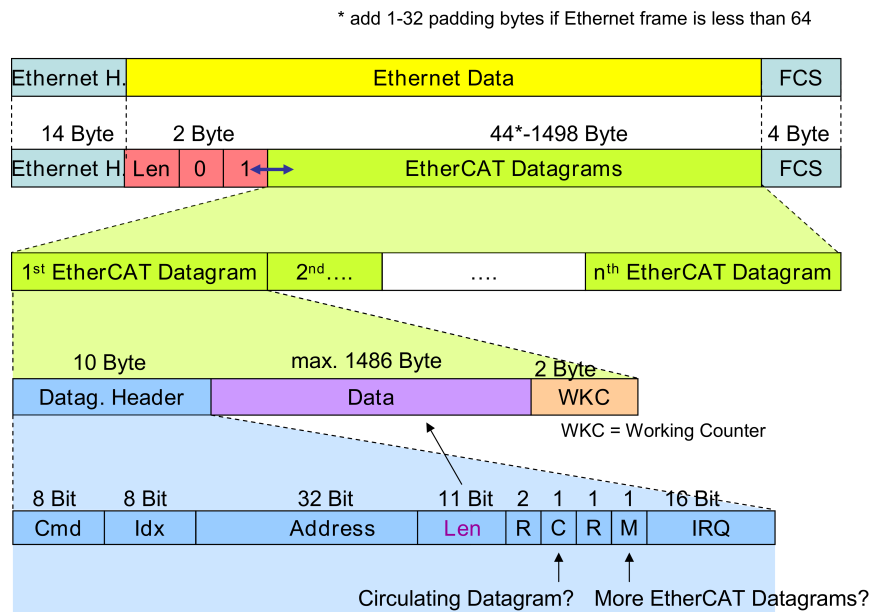 * add 1-32 padding bytes if Ethernet frame is less than 64
Ethernet H. Ethernet Data FCS
14 Byte 2 Byte 44*-1498 Byte 4 Byte
Ethernet H. Len 0 1 EtherCAT Datagrams FCS
1st EtherCAT Datagram 2nd…. …. nth EtherCAT Datagram
10 Byte max. 1486 Byte 2 Byte
Datag. Header Data WKC
WKC = Working Counter
8 Bit 8 Bit 32 Bit 11 Bit 2 1 1 1 16 Bit
Cmd Idx Address Len R C R M IRQ
Circulating Datagram? More EtherCAT Datagrams?